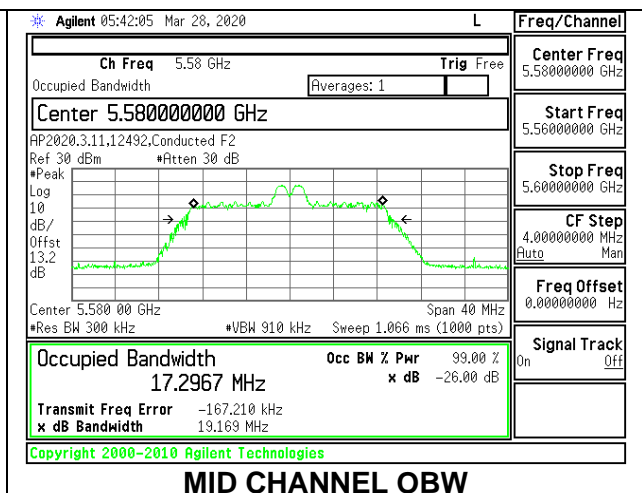 Agilent 05:42:05 Mar 28, 2020 L Freq/Channel
Ch Freq 5.58 GHz Trig Free
Occupied Bandwidth Averages: 1
Center 5.580000000 GHz
AP2020.3.11,12492,Conducted F2
Ref 30 dBm #Atten 30 dB
#Peak
Log
10
dB/
Offst
13.2
dB
Center 5.580 00 GHz Span 40 MHz
#Res BW 300 kHz #VBW 910 kHz Sweep 1.066 ms (1000 pts)
Occupied Bandwidth Occ BW % Pwr 99.00 %
17.2967 MHz x dB -26.00 dB
Transmit Freq Error -167.210 kHz
x dB Bandwidth 19.169 MHz
Copyright 2000-2010 Agilent Technologies
Center Freq
5.58000000 GHz
Start Freq
5.56000000 GHz
Stop Freq
5.60000000 GHz
CF Step
4.00000000 MHz
Auto Man
Freq Offset
0.00000000 Hz
Signal Track
On Off
MID CHANNEL OBW